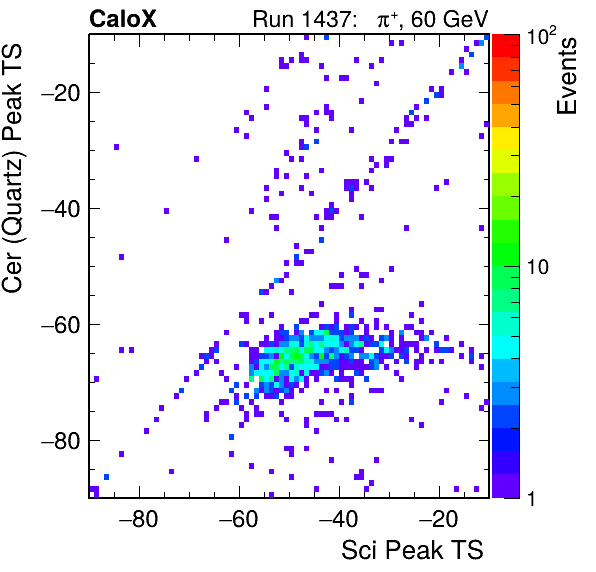 CaloX Run 1437: π⁺, 60 GeV
Cer (Quartz) Peak TS
−20
−40
−60
−80
−80 −60 −40 −20
Sci Peak TS
10²
10
1
Events